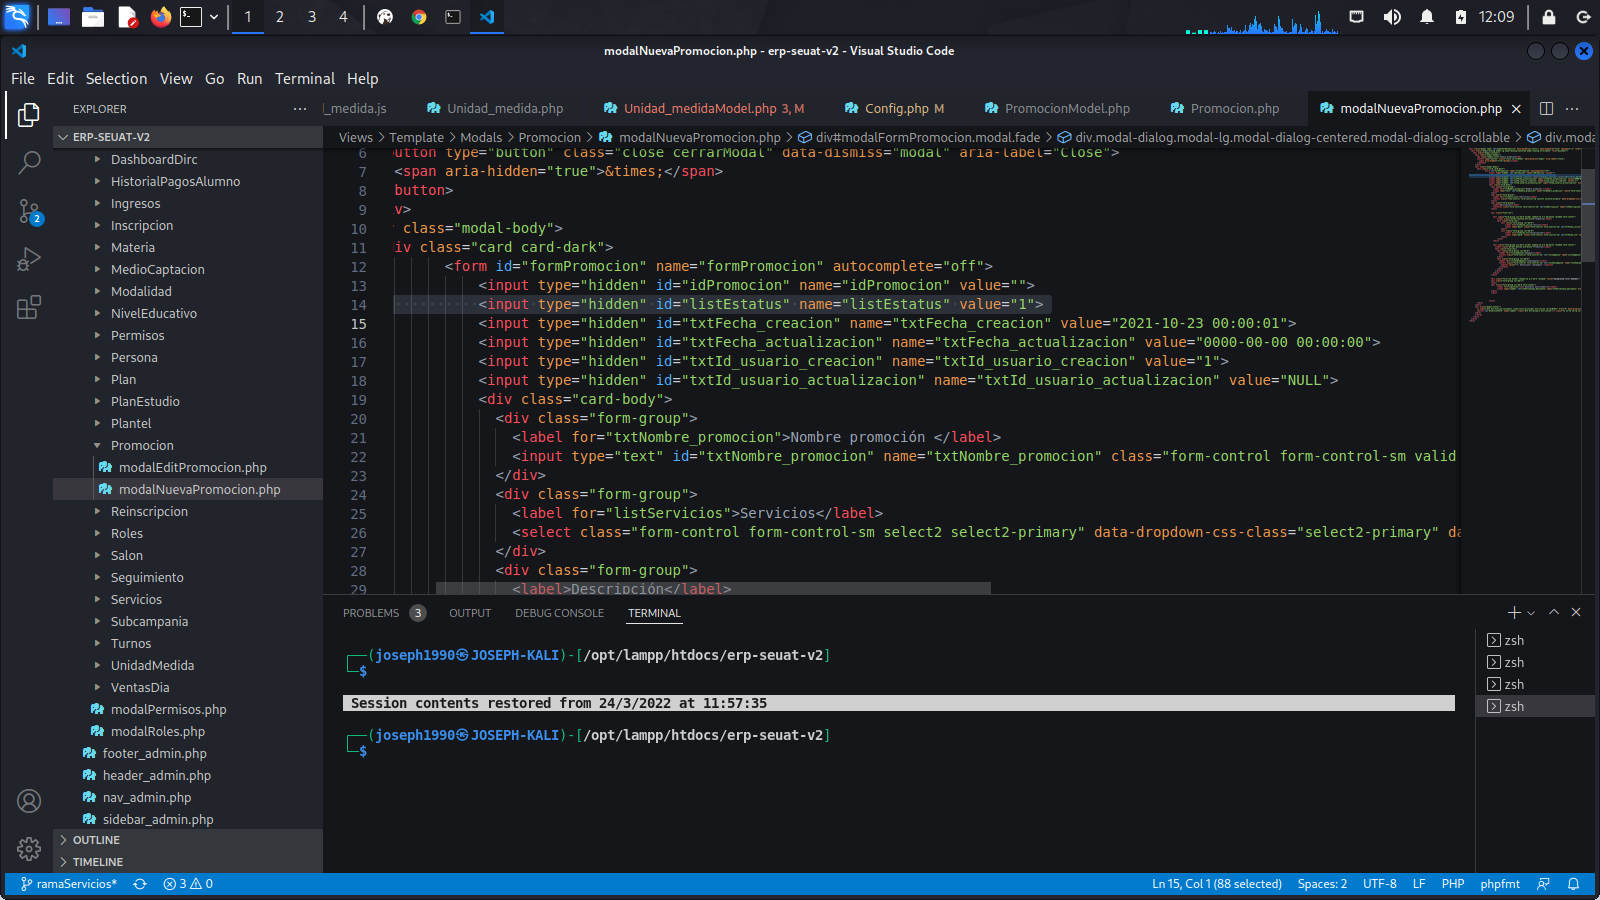 1 2 3 4
12:09
modalNuevaPromocion.php - erp-seuat-v2 - Visual Studio Code
File Edit Selection View Go Run Terminal Help
EXPLORER
l_medida.js Unidad_medida.php Unidad_medidaModel.php 3, M Config.php M PromocionModel.php Promocion.php modalNuevaPromocion.php
ERP-SEUAT-V2
Views > Template > Modals > Promocion > modalNuevaPromocion.php > div#modalFormPromocion.modal.fade > div.modal-dialog.modal-lg.modal-dialog-centered.modal-dialog-scrollable > div.moda
DashboardDirc
HistorialPagosAlumno
Ingresos
Inscripcion
Materia
MedioCaptacion
Modalidad
NivelEducativo
Permisos
Persona
Plan
PlanEstudio
Plantel
Promocion
modalEditPromocion.php
modalNuevaPromocion.php
Reinscripcion
Roles
Salon
Seguimiento
Servicios
Subcampania
Turnos
UnidadMedida
VentasDia
modalPermisos.php
modalRoles.php
footer_admin.php
header_admin.php
nav_admin.php
sidebar_admin.php
OUTLINE
TIMELINE
2
6 utton type="button" class="close cerrarModal" data-dismiss="modal" aria-label="Close">
7 <span aria-hidden="true">&times;</span>
8 button>
9 v>
10 class="modal-body">
11 iv class="card card-dark">
12 <form id="formPromocion" name="formPromocion" autocomplete="off">
13 <input type="hidden" id="idPromocion" name="idPromocion" value="">
14 <input type="hidden" id="listEstatus" name="listEstatus" value="1">
15 <input type="hidden" id="txtFecha_creacion" name="txtFecha_creacion" value="2021-10-23 00:00:01">
16 <input type="hidden" id="txtFecha_actualizacion" name="txtFecha_actualizacion" value="0000-00-00 00:00:00">
17 <input type="hidden" id="txtId_usuario_creacion" name="txtId_usuario_creacion" value="1">
18 <input type="hidden" id="txtId_usuario_actualizacion" name="txtId_usuario_actualizacion" value="NULL">
19 <div class="card-body">
20 <div class="form-group">
21 <label for="txtNombre_promocion">Nombre promoción </label>
22 <input type="text" id="txtNombre_promocion" name="txtNombre_promocion" class="form-control form-control-sm valid
23 </div>
24 <div class="form-group">
25 <label for="listServicios">Servicios</label>
26 <select class="form-control form-control-sm select2 select2-primary" data-dropdown-css-class="select2-primary" da
27 </div>
28 <div class="form-group">
29 <label>Descripción</label>
PROBLEMS 3 OUTPUT DEBUG CONSOLE TERMINAL
(joseph1990㉿JOSEPH-KALI)-[/opt/lampp/htdocs/erp-seuat-v2]
$
Session contents restored from 24/3/2022 at 11:57:35
(joseph1990㉿JOSEPH-KALI)-[/opt/lampp/htdocs/erp-seuat-v2]
$
zsh
zsh
zsh
zsh
ramaServicios* 3 0 Ln 15, Col 1 (88 selected) Spaces: 2 UTF-8 LF PHP phpfmt